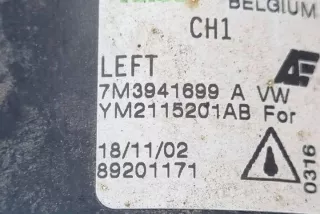 BELGIUM
CH1
LEFT
7M3941699 A VW
YM2115201AB For
18/11/02
89201171
0316